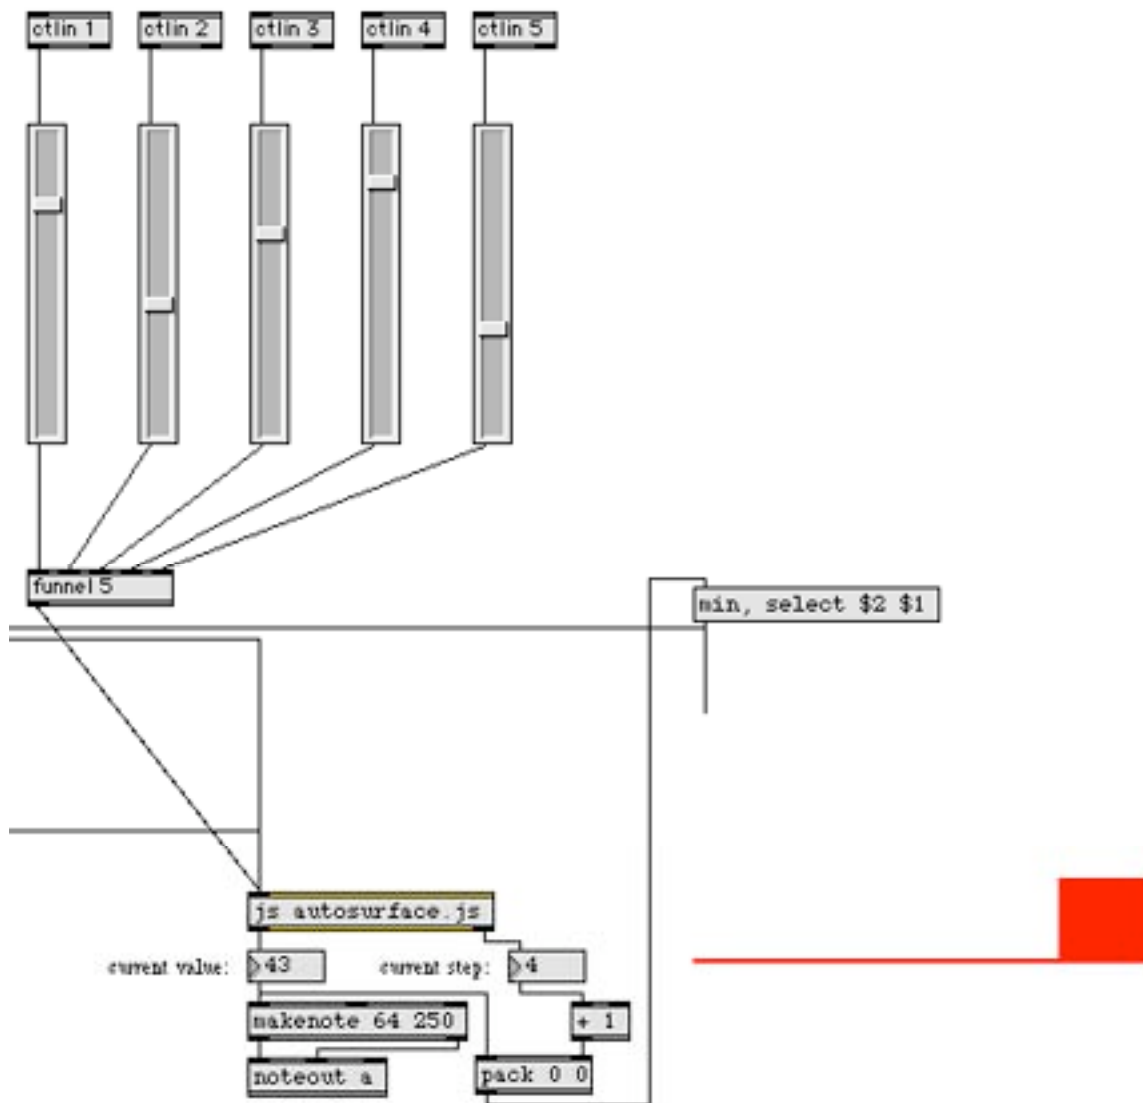 ctlin 1 ctlin 2 ctlin 3 ctlin 4 ctlin 5
funnel 5
min, select $2 $1
js autosurface.js
current value: 43 current step: 4
makenote 64 250 + 1
noteout a pack 0 0